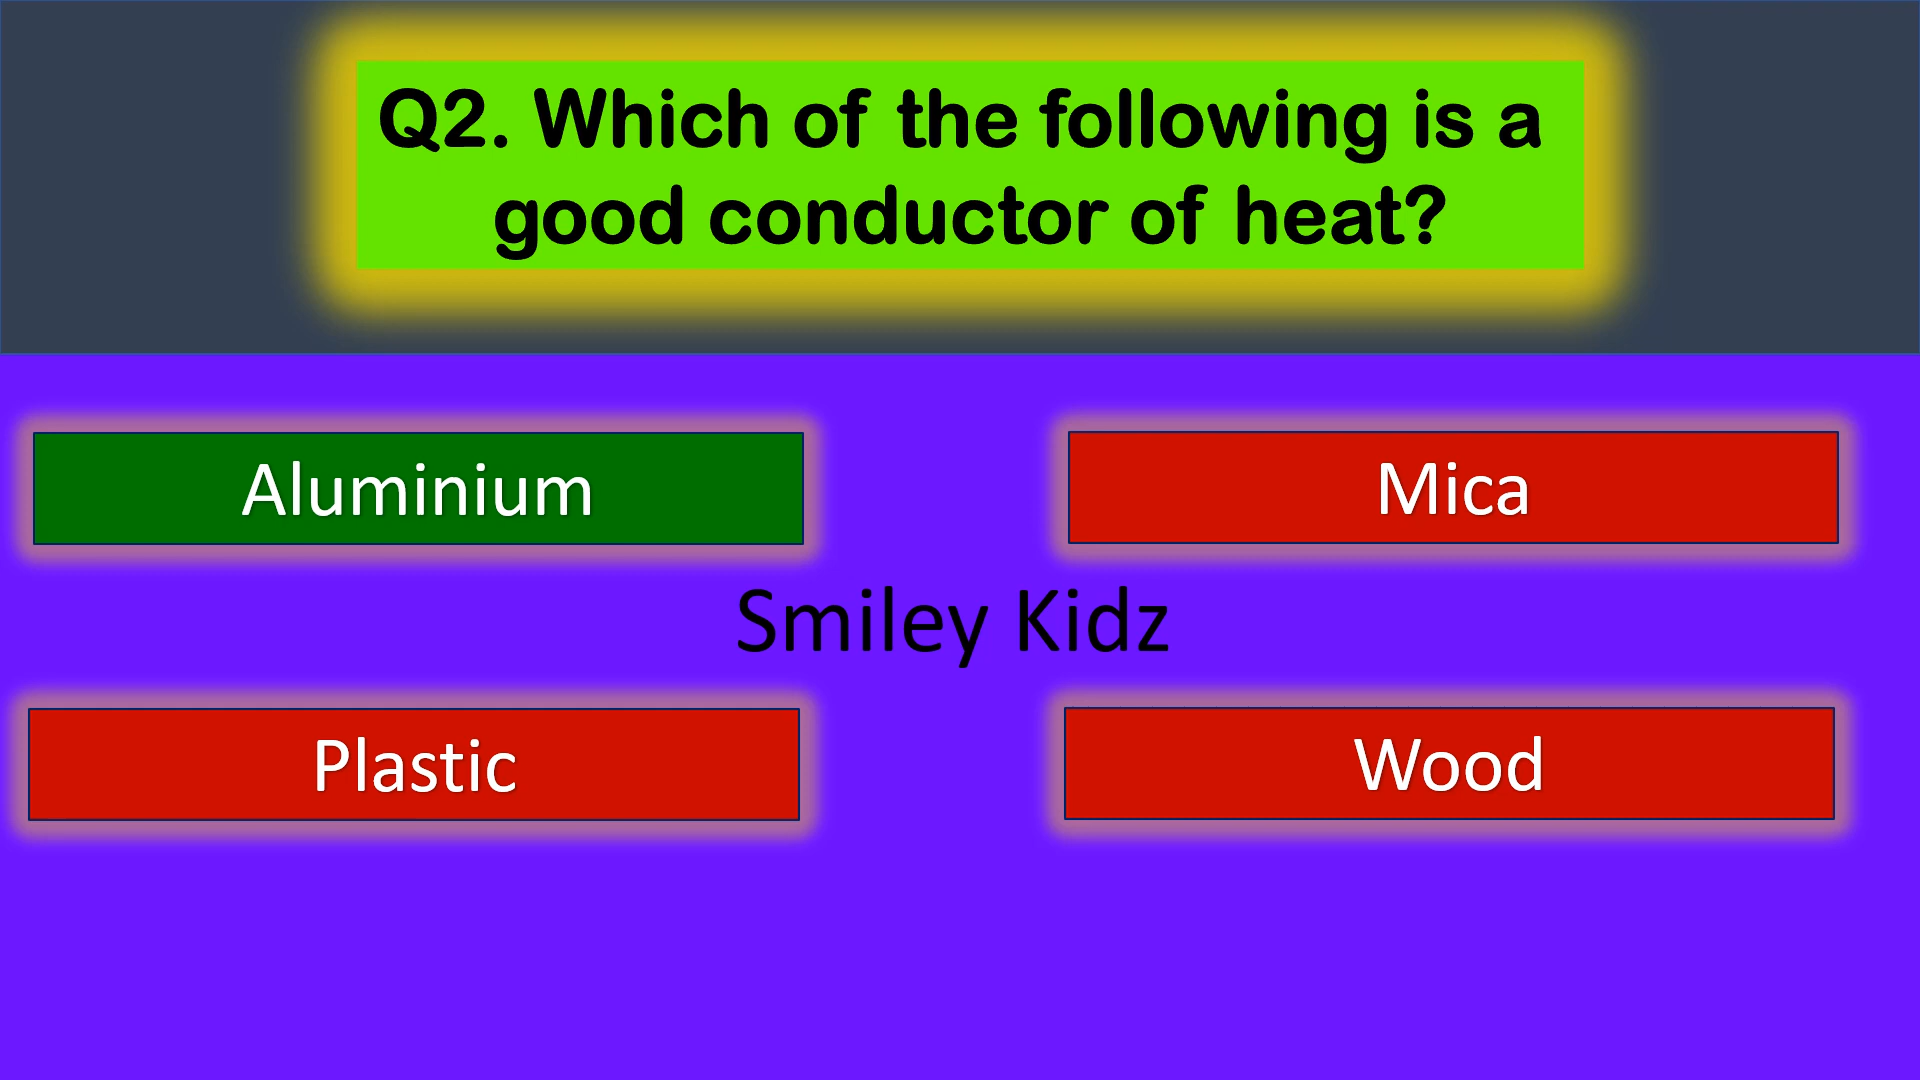 Q2. Which of the following is a
good conductor of heat?
Aluminium
Mica
Smiley Kidz
Plastic
Wood